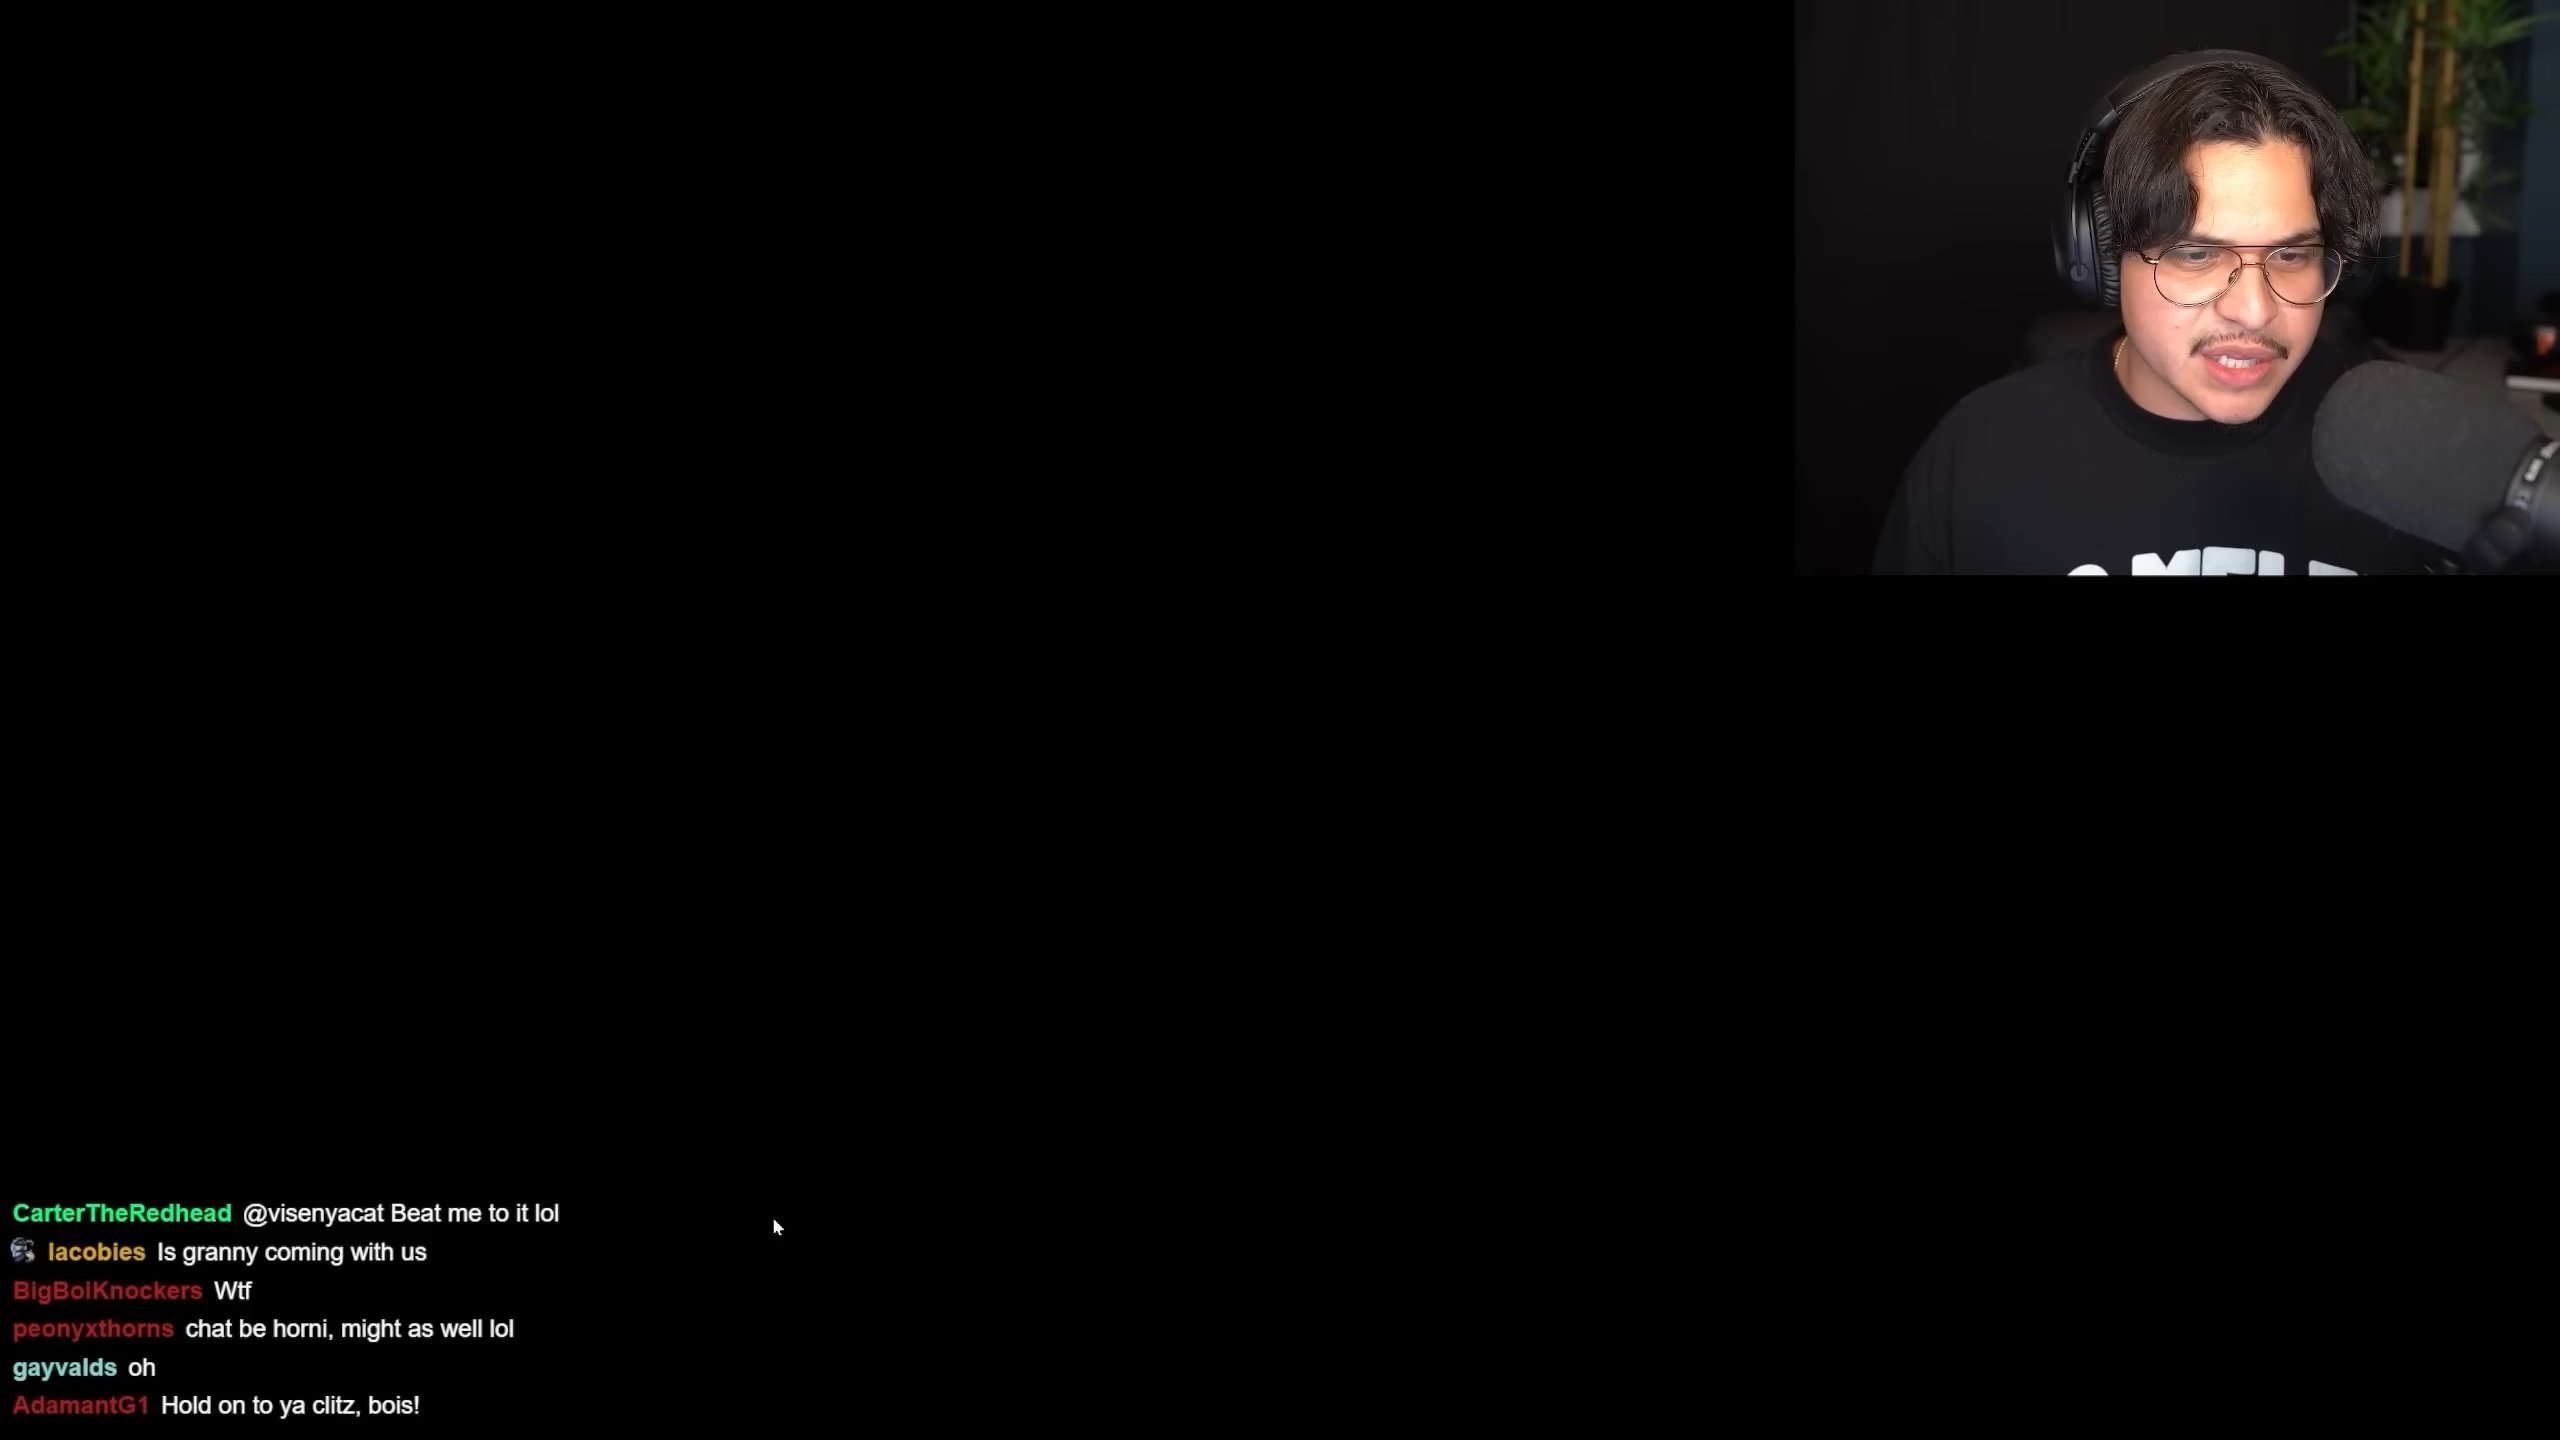 CarterTheRedhead @visenyacat Beat me to it lol
lacobies Is granny coming with us
BigBoiKnockers Wtf
peonyxthorns chat be horni, might as well lol
gayvalds oh
AdamantG1 Hold on to ya clitz, bois!